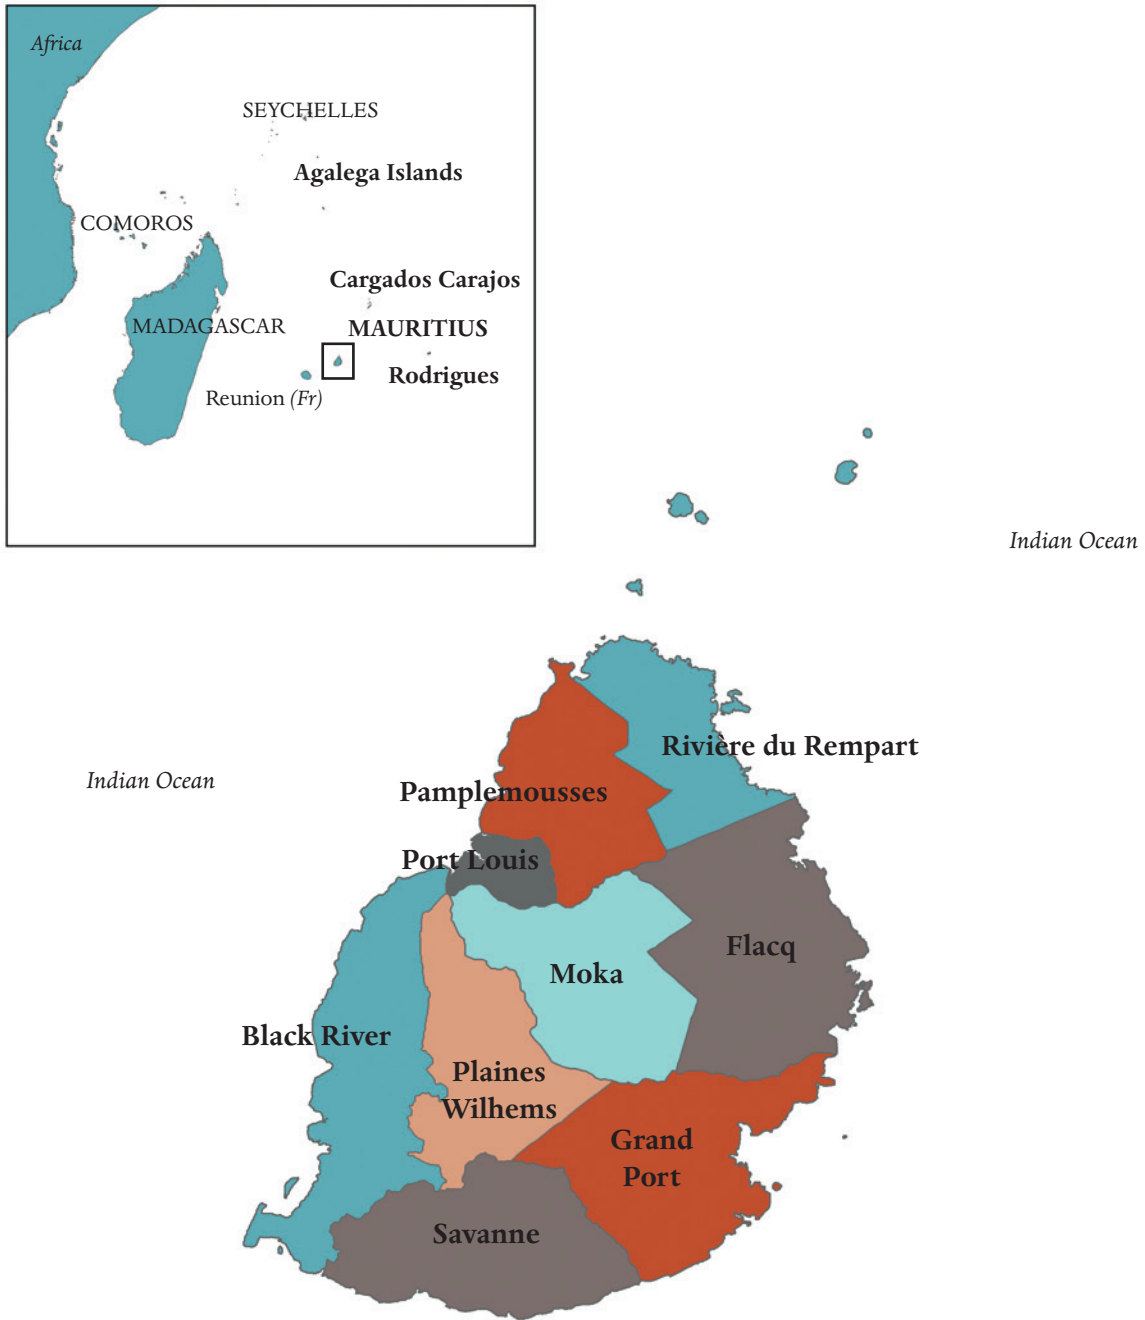 Africa
SEYCHELLES
Agalega Islands
COMOROS
Cargados Carajos
MADAGASCAR
MAURITIUS
Rodrigues
Reunion (Fr)
Indian Ocean
Rivière du Rempart
Indian Ocean
Pamplemousses
Port Louis
Flacq
Moka
Black River
Plaines
Wilhems
Grand
Port
Savanne